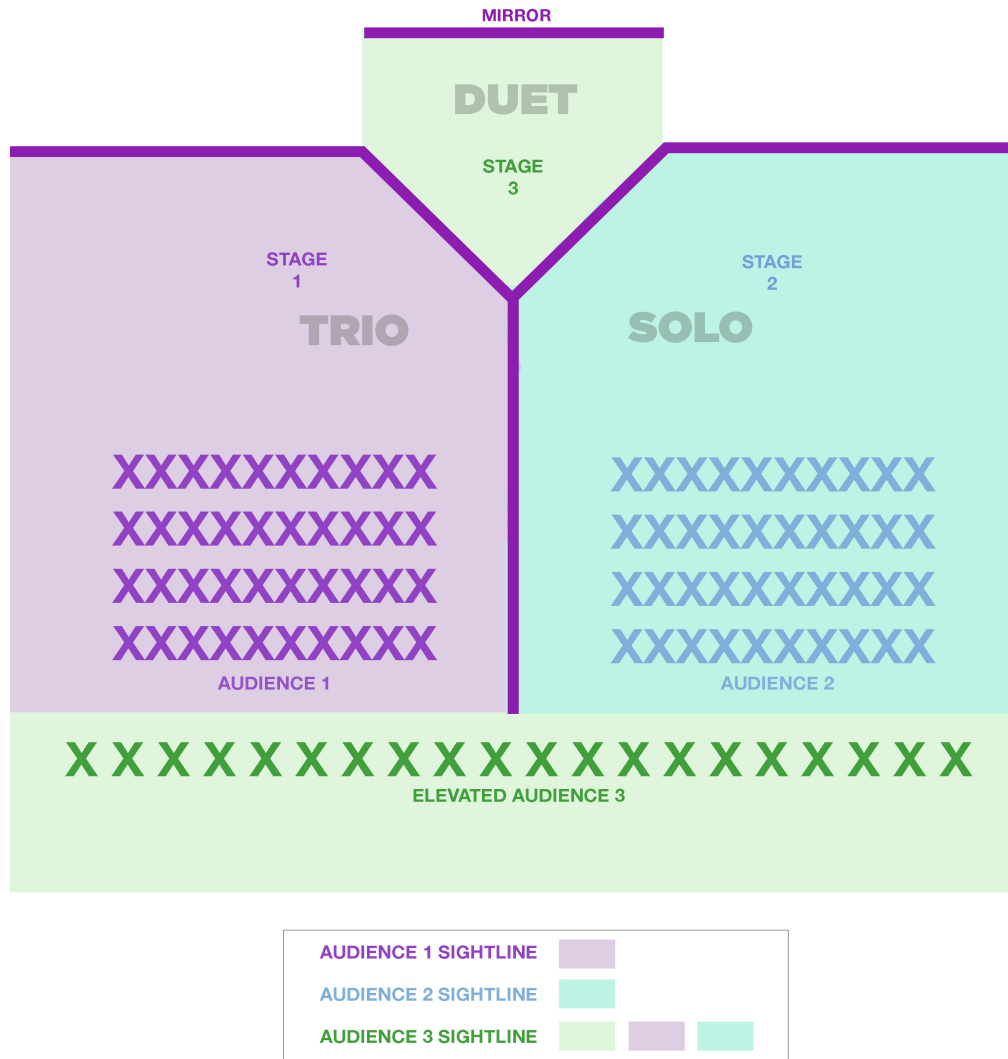 MIRROR
DUET
STAGE
3
STAGE
1
STAGE
2
TRIO
SOLO
XXXXXXXXXX
XXXXXXXXXX
XXXXXXXXXX
XXXXXXXXXX
XXXXXXXXXX
XXXXXXXXXX
XXXXXXXXXX
XXXXXXXXXX
AUDIENCE 1
AUDIENCE 2
X X X X X X X X X X X X X X X X X X X X
ELEVATED AUDIENCE 3
AUDIENCE 1 SIGHTLINE
AUDIENCE 2 SIGHTLINE
AUDIENCE 3 SIGHTLINE